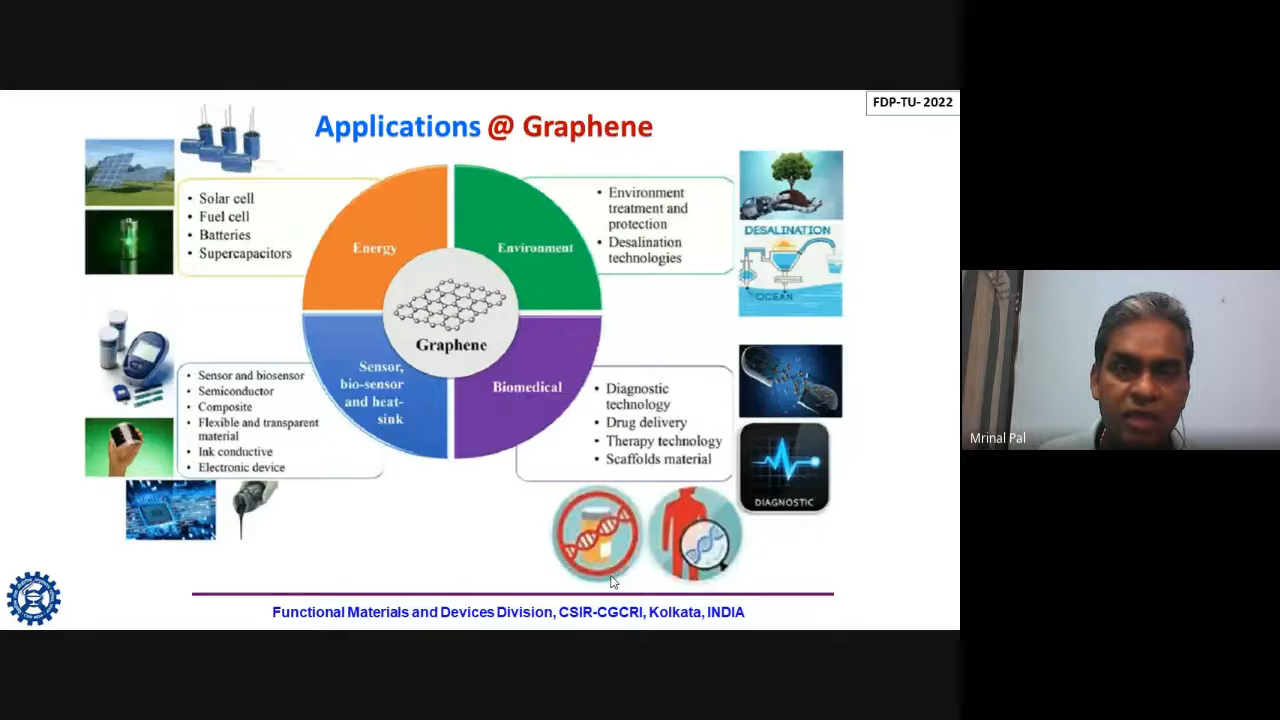 FDP-TU- 2022
Applications @ Graphene
• Solar cell
• Fuel cell
• Batteries
• Supercapacitors
Energy
Environment
• Environment
treatment and
protection
• Desalination
technologies
DESALINATION
OCEAN
Graphene
• Sensor and biosensor
• Semiconductor
• Composite
• Flexible and transparent
material
• Ink conductive
• Electronic device
Sensor,
bio-sensor
and heat-
sink
Biomedical
• Diagnostic
technology
• Drug delivery
• Therapy technology
• Scaffolds material
DIAGNOSTIC
Functional Materials and Devices Division, CSIR-CGCRI, Kolkata, INDIA
Mrinal Pal